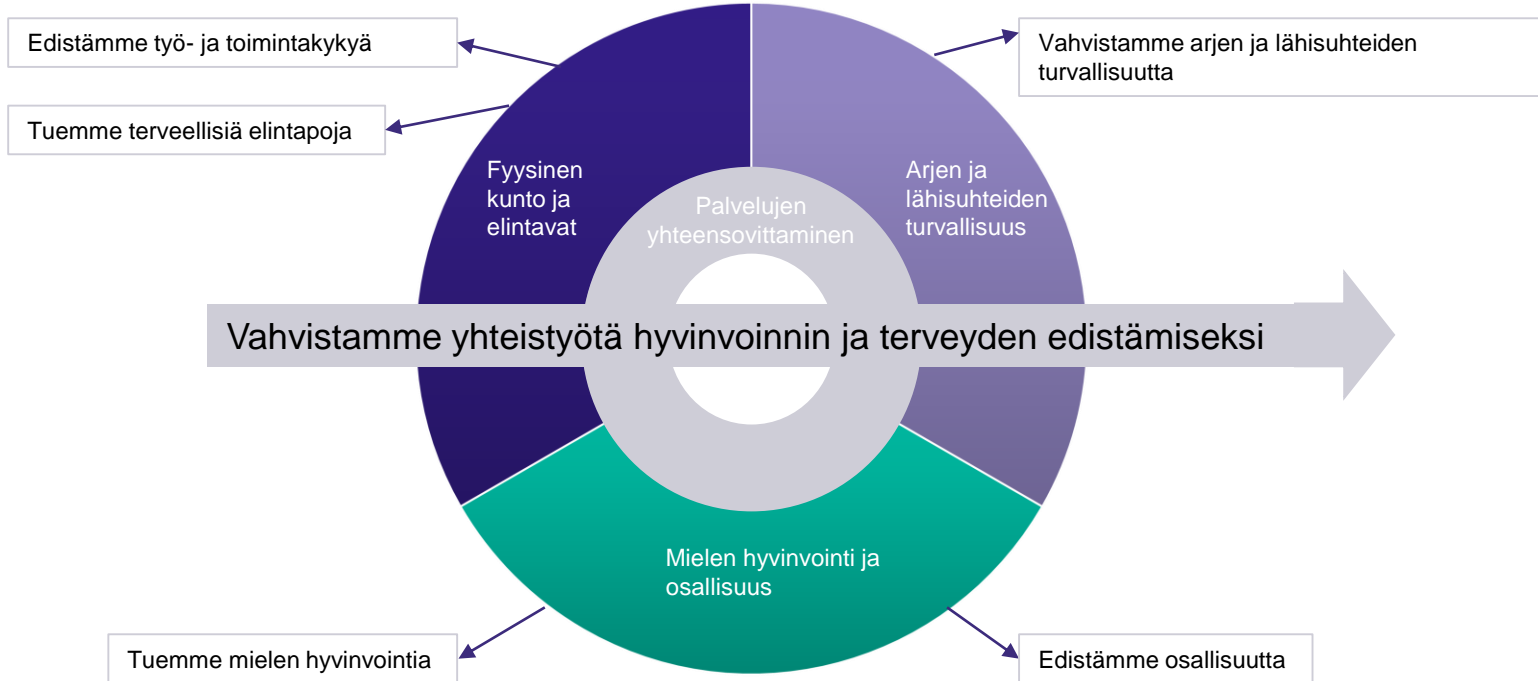 Edistämme työ- ja toimintakykyä
Vahvistamme arjen ja lähisuhteiden
turvallisuutta
Tuemme terveellisiä elintapoja
Fyysinen
kunto ja
elintavat
Palvelujen
yhteensovittaminen
Arjen ja
lähisuhteiden
turvallisuus
Vahvistamme yhteistyötä hyvinvoinnin ja terveyden edistämiseksi
Mielen hyvinvointi ja
osallisuus
Tuemme mielen hyvinvointia
Edistämme osallisuutta